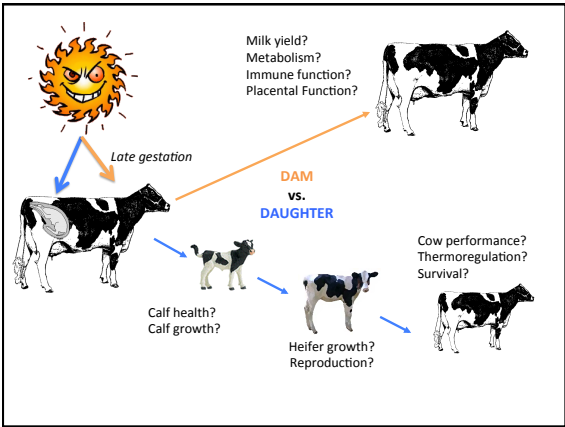 Milk yield?
Metabolism?
Immune function?
Placental Function?
Late gestation
DAM
vs.
DAUGHTER
Cow performance?
Thermoregulation?
Survival?
Calf health?
Calf growth?
Heifer growth?
Reproduction?